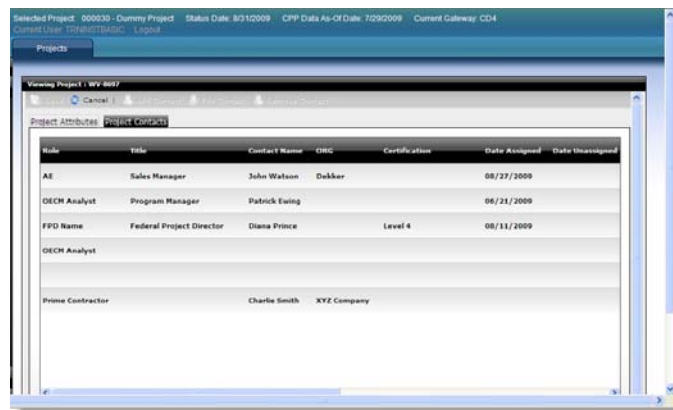 Selected Project: 000030 - Dummy Project Status Date: 8/31/2009 CPP Data As-Of Date: 7/29/2009 Current Gateway: CD4
Current User: TRNINSTBASIC Logout
Projects
Viewing Project : WV-8697
Cancel |
Project Attributes Project Contacts
Role Title Contact Name ORG Certification Date Assigned Date Unassigned
AE Sales Manager John Watson Dekker 08/27/2009
OECM Analyst Program Manager Patrick Ewing 06/21/2009
FPD Name Federal Project Director Diana Prince Level 4 08/11/2009
OECM Analyst
Prime Contractor Charlie Smith XYZ Company